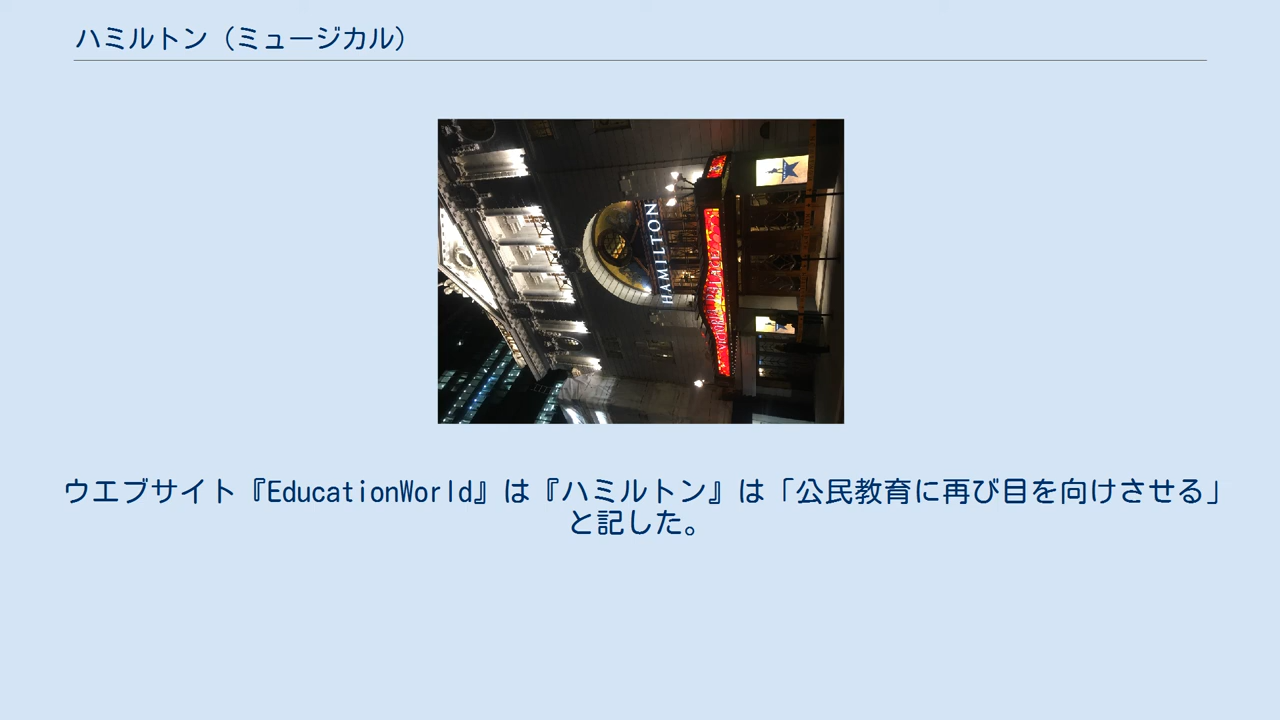 ハミルトン（ミュージカル）
HAMILTON
VICTORIA PALACE
ウエブサイト『EducationWorld』は『ハミルトン』は「公民教育に再び目を向けさせる」
と記した。